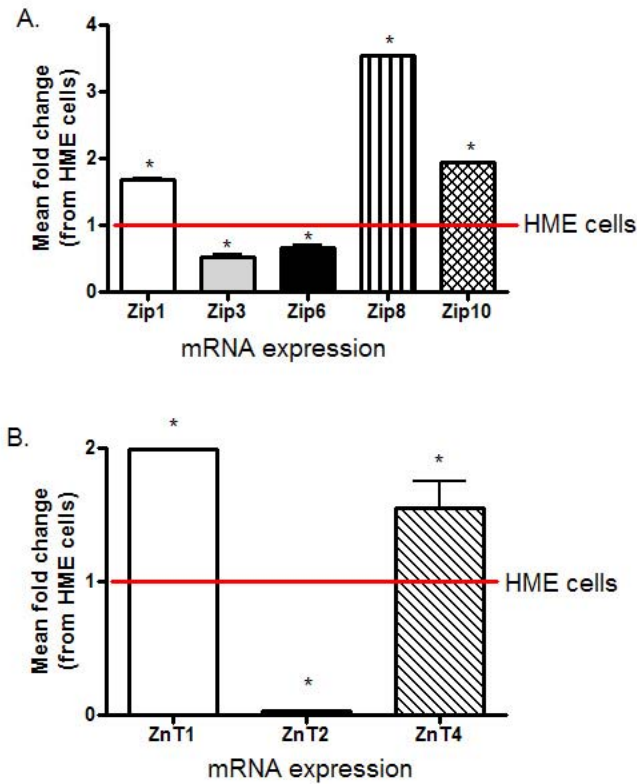 A.
Mean fold change
(from HME cells)
4
3
2
1
0
*
*
*
*
*
HME cells
Zip1 Zip3 Zip6 Zip8 Zip10
mRNA expression
B.
Mean fold change
(from HME cells)
2
1
0
*
*
*
HME cells
ZnT1 ZnT2 ZnT4
mRNA expression